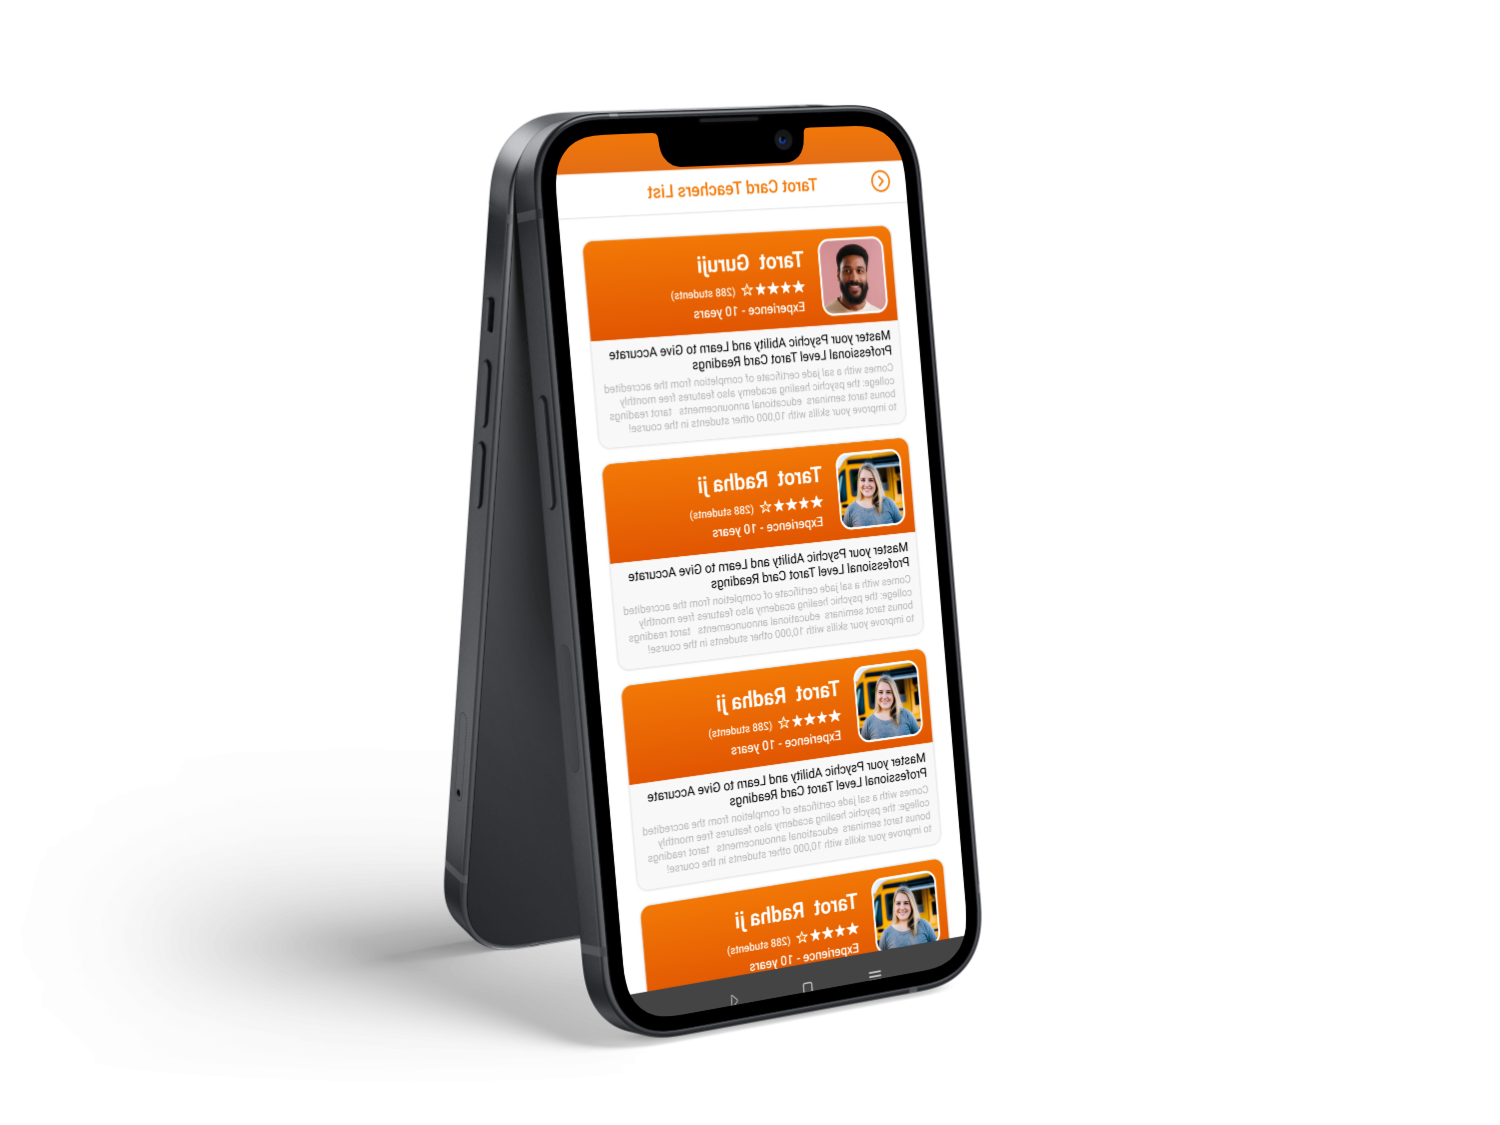 Tarot Card Teachers List
Tarot Guruji
(288 students)
Experience - 10 years
Master your Psychic Ability and Learn to Give Accurate
Professional Level Tarot Card Readings
Comes with a sal jade certificate of completion from the accredited
college: the psychic healing academy also features free monthly
bonus tarot seminars educational announcements tarot readings
to improve your skills with 10,000 other students in the course!
Tarot Radha ji
(288 students)
Experience - 10 years
Master your Psychic Ability and Learn to Give Accurate
Professional Level Tarot Card Readings
Comes with a sal jade certificate of completion from the accredited
college: the psychic healing academy also features free monthly
bonus tarot seminars educational announcements tarot readings
to improve your skills with 10,000 other students in the course!
Tarot Radha ji
(288 students)
Experience - 10 years
Master your Psychic Ability and Learn to Give Accurate
Professional Level Tarot Card Readings
Comes with a sal jade certificate of completion from the accredited
college: the psychic healing academy also features free monthly
bonus tarot seminars educational announcements tarot readings
to improve your skills with 10,000 other students in the course!
Tarot Radha ji
(288 students)
Experience - 10 years